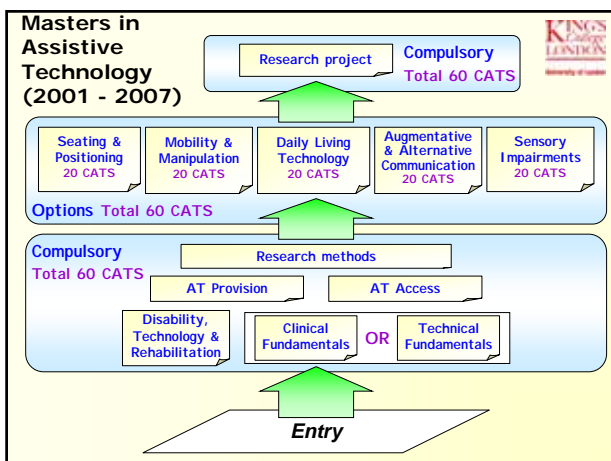 Masters in
Assistive
Technology
(2001 - 2007)
KING'S
College
LONDON
University of London
Research project
Compulsory
Total 60 CATS
Seating &
Positioning
20 CATS
Mobility &
Manipulation
20 CATS
Daily Living
Technology
20 CATS
Augmentative
& Alternative
Communication
20 CATS
Sensory
Impairments
20 CATS
Options Total 60 CATS
Compulsory
Total 60 CATS
Research methods
AT Provision
AT Access
Disability,
Technology &
Rehabilitation
Clinical
Fundamentals
OR
Technical
Fundamentals
Entry